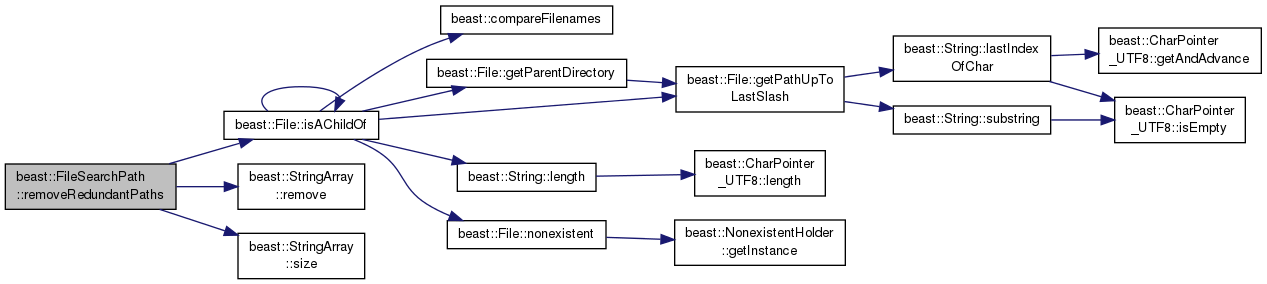 beast::FileSearchPath
::removeRedundantPaths
beast::File::isAChildOf
beast::StringArray
::remove
beast::StringArray
::size
beast::compareFilenames
beast::File::getParentDirectory
beast::String::length
beast::File::nonexistent
beast::File::getPathUpTo
LastSlash
beast::CharPointer
_UTF8::length
beast::NonexistentHolder
::getInstance
beast::String::lastIndex
OfChar
beast::String::substring
beast::CharPointer
_UTF8::getAndAdvance
beast::CharPointer
_UTF8::isEmpty